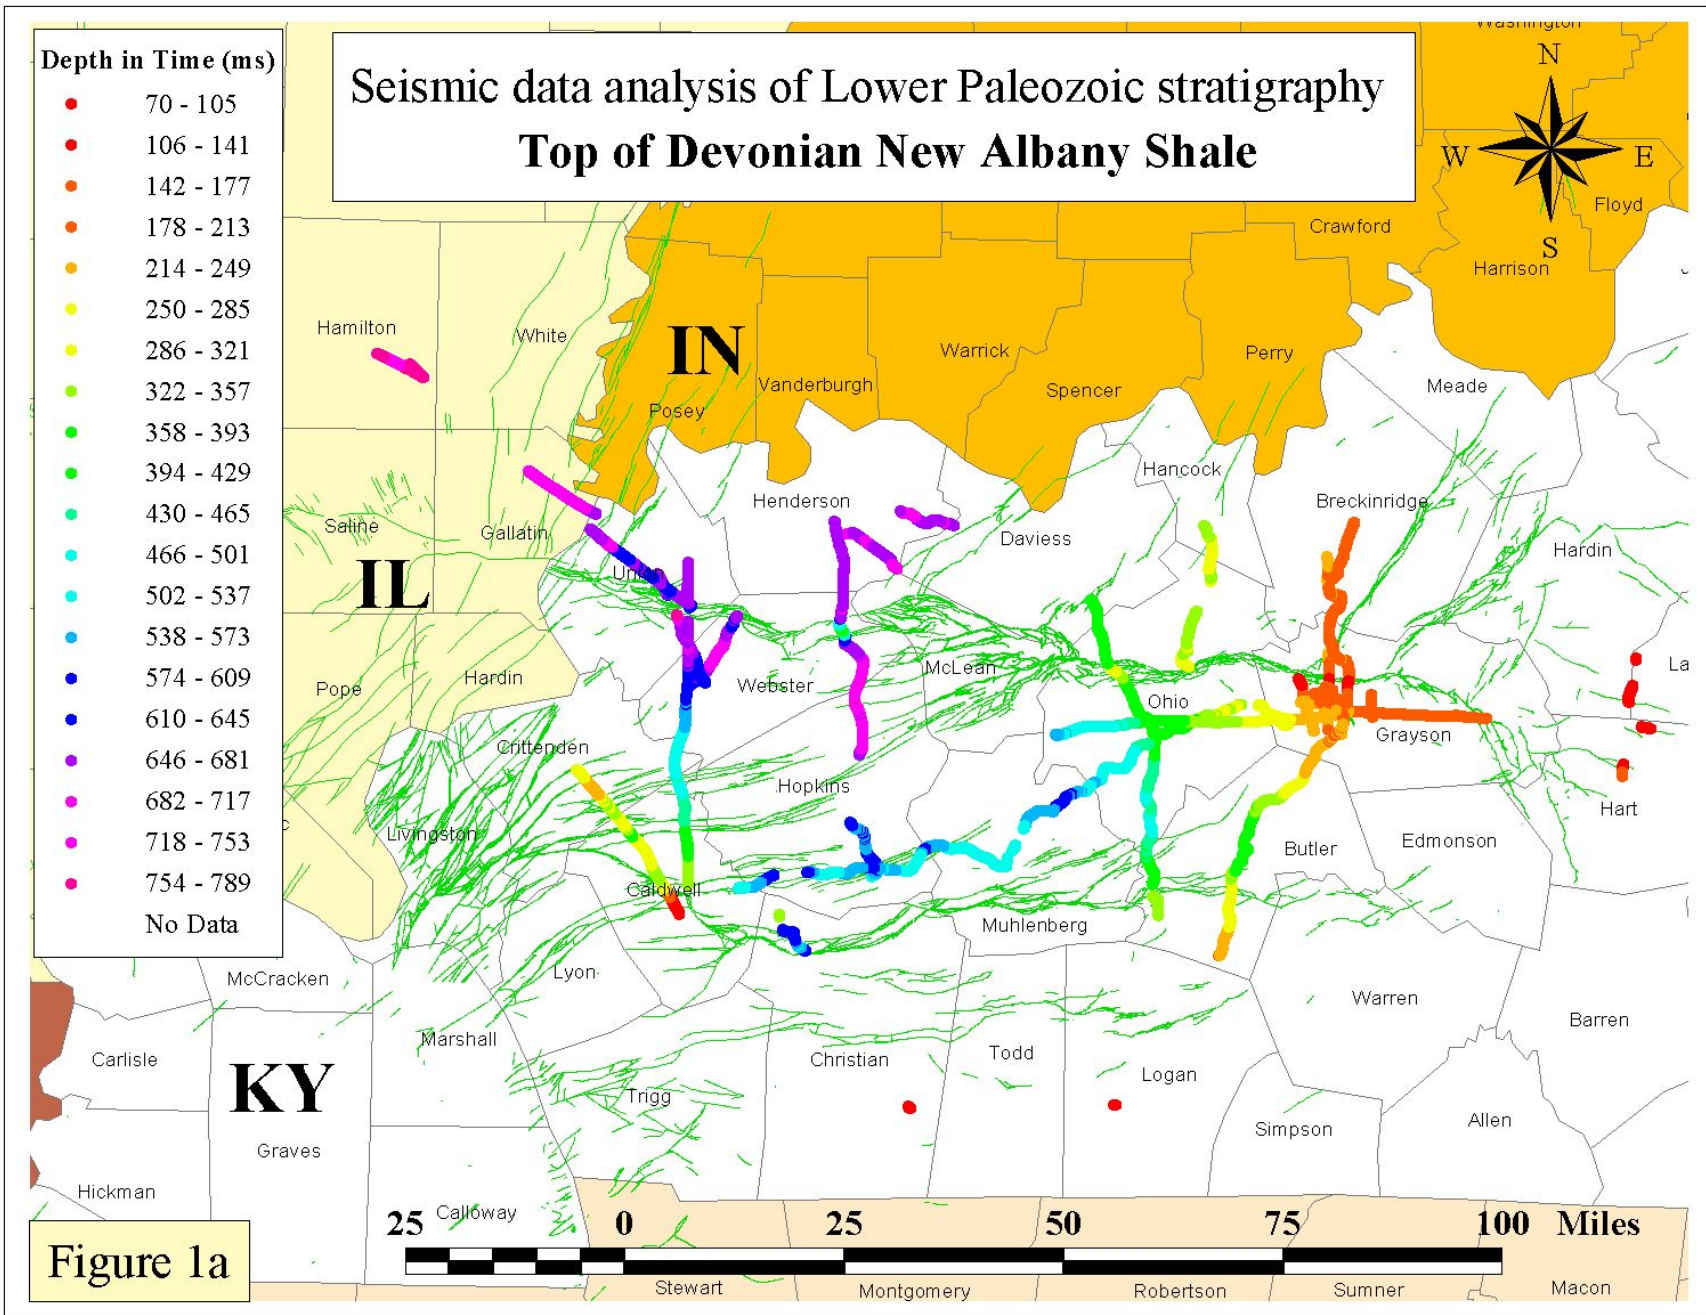 Washington
Depth in Time (ms)
70 - 105
106 - 141
142 - 177
178 - 213
214 - 249
250 - 285
286 - 321
322 - 357
358 - 393
394 - 429
430 - 465
466 - 501
502 - 537
538 - 573
574 - 609
610 - 645
646 - 681
682 - 717
718 - 753
754 - 789
No Data
Seismic data analysis of Lower Paleozoic stratigraphy
Top of Devonian New Albany Shale
N
W E
S
Floyd
Crawford
Harrison
Hamilton
White
IN
Warrick
Perry
Vanderburgh
Spencer
Meade
Posey
Hancock
Henderson
Breckinridge
Saline
Gallatin
Daviess
Hardin
IL
Union
McLean
La
Pope
Hardin
Webster
Ohio
Crittenden
Grayson
Hopkins
Hart
Livingston
Butler
Edmonson
Caldwell
Muhlenberg
McCracken
Lyon
Warren
Barren
Marshall
Carlisle
Christian
Todd
Logan
KY
Trigg
Simpson
Allen
Graves
Hickman
Calloway
25 0 25 50 75 100 Miles
Figure 1a
Stewart
Montgomery
Robertson
Sumner
Macon